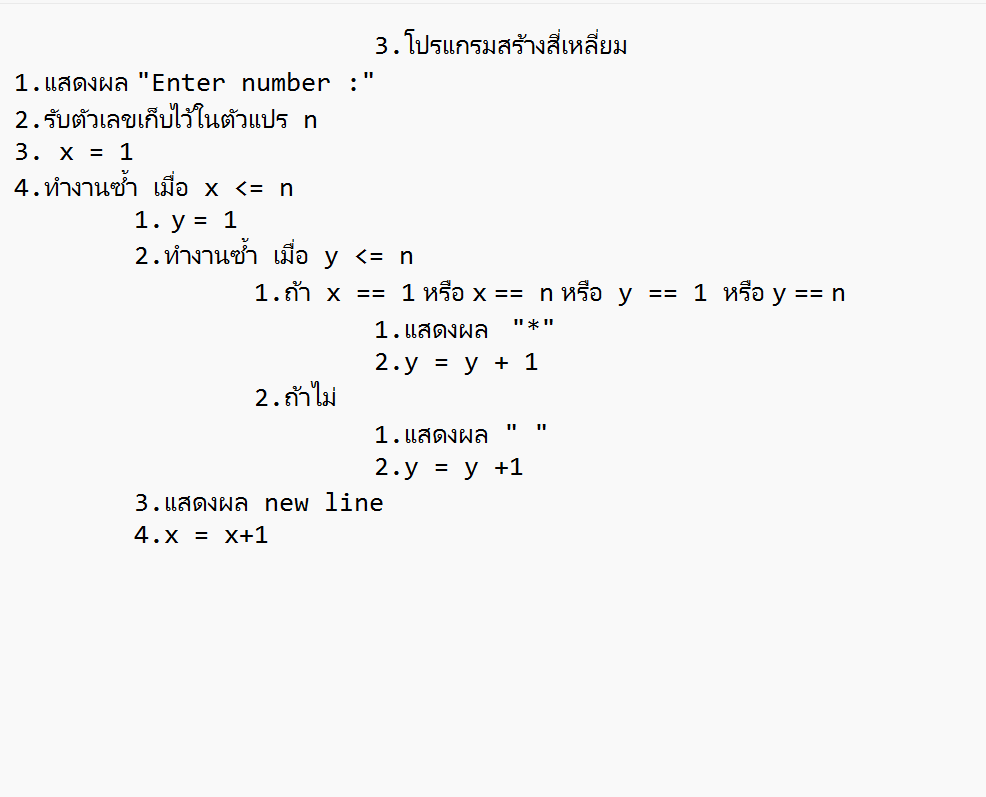 3.โปรแกรมสร้างสี่เหลี่ยม
1.แสดงผล "Enter number :"
2.รับตัวเลขเก็บไว้ในตัวแปร n
3. x = 1
4.ทำงานซ้ำ เมื่อ x <= n
1. y = 1
2.ทำงานซ้ำ เมื่อ y <= n
1.ถ้า x == 1 หรือ x == n หรือ y == 1 หรือ y == n
1.แสดงผล "*"
2.y = y + 1
2.ถ้าไม่
1.แสดงผล " "
2.y = y +1
3.แสดงผล new line
4.x = x+1